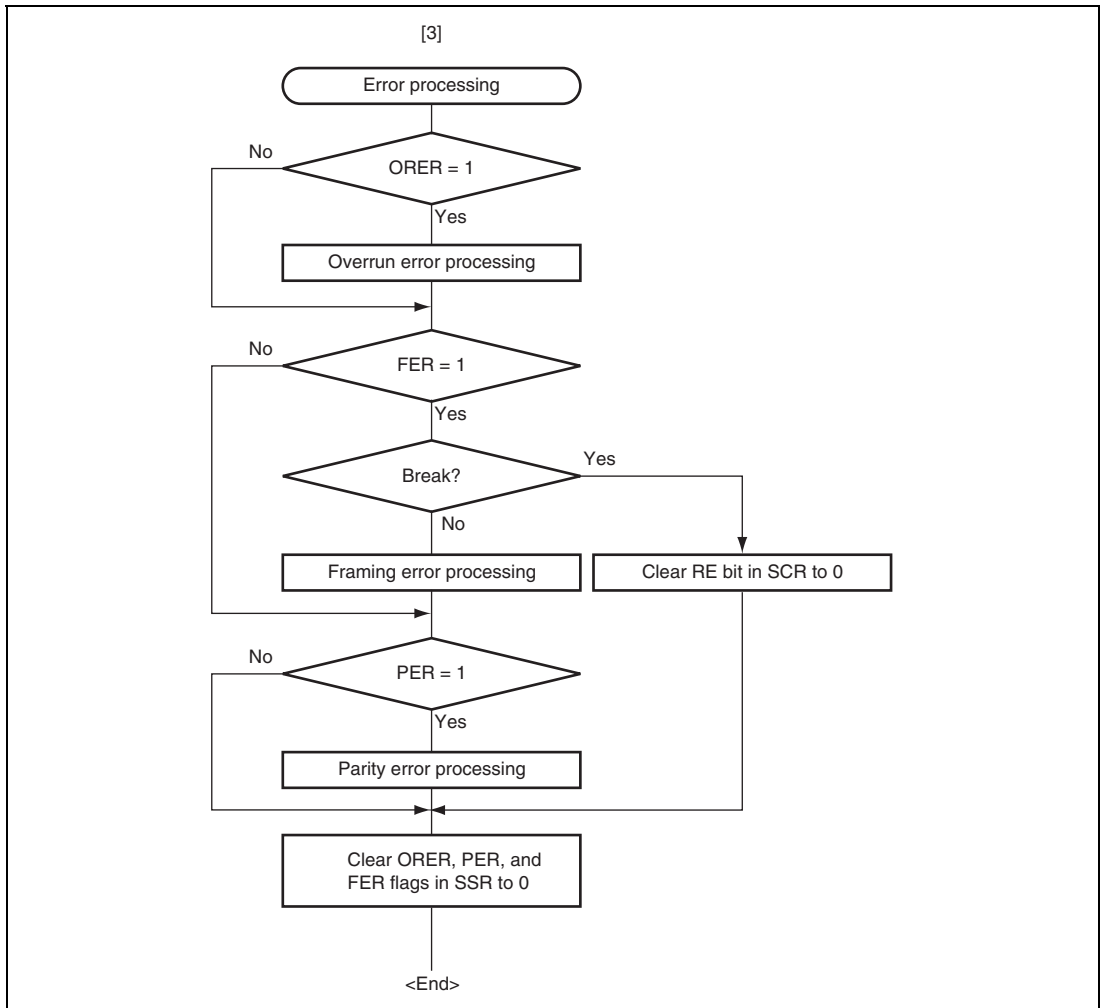 [3]
Error processing
No
ORER = 1
Yes
Overrun error processing
No
FER = 1
Yes
Break?
Yes
No
Framing error processing
Clear RE bit in SCR to 0
No
PER = 1
Yes
Parity error processing
Clear ORER, PER, and
FER flags in SSR to 0
<End>